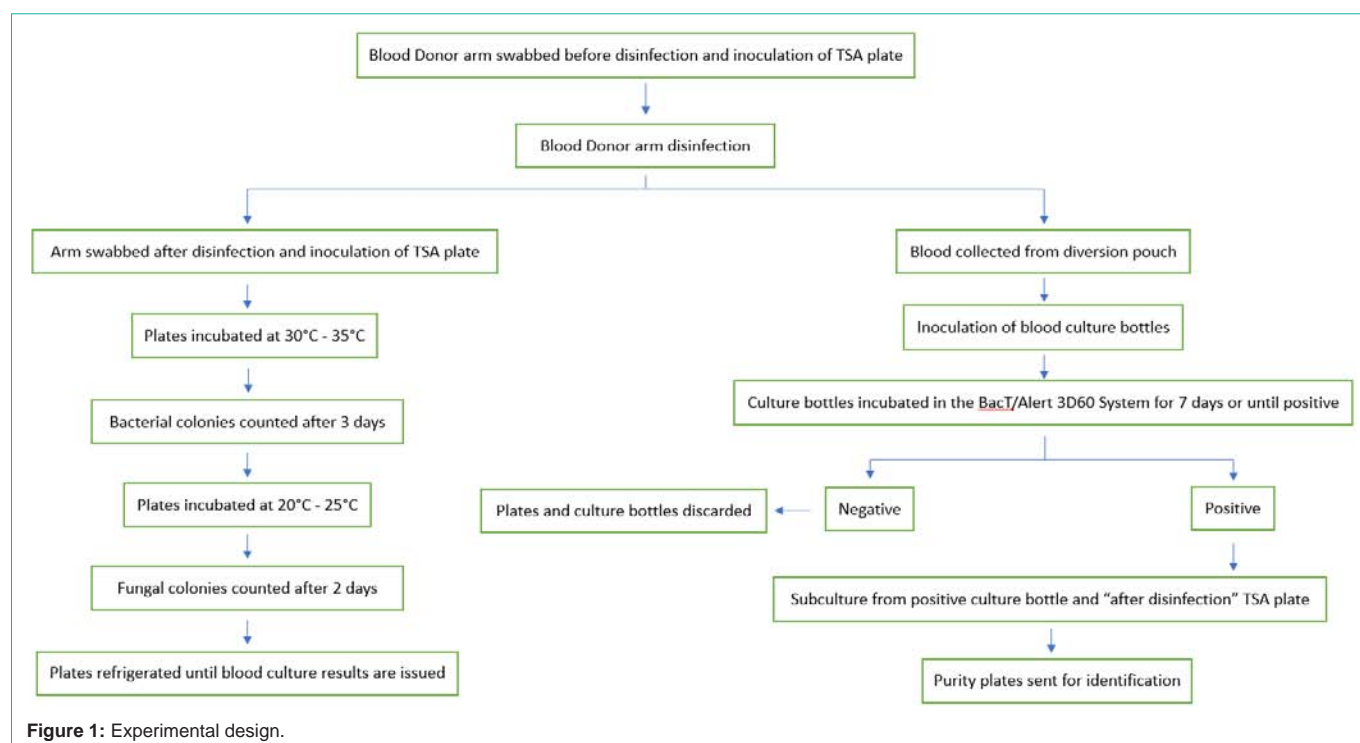 Blood Donor arm swabbed before disinfection and inoculation of TSA plate
Blood Donor arm disinfection
Arm swabbed after disinfection and inoculation of TSA plate
Plates incubated at 30°C - 35°C
Bacterial colonies counted after 3 days
Plates incubated at 20°C - 25°C
Fungal colonies counted after 2 days
Plates refrigerated until blood culture results are issued
Blood collected from diversion pouch
Inoculation of blood culture bottles
Culture bottles incubated in the BacT/Alert 3D60 System for 7 days or until positive
Negative
Plates and culture bottles discarded
Positive
Subculture from positive culture bottle and “after disinfection” TSA plate
Purity plates sent for identification
Figure 1: Experimental design.